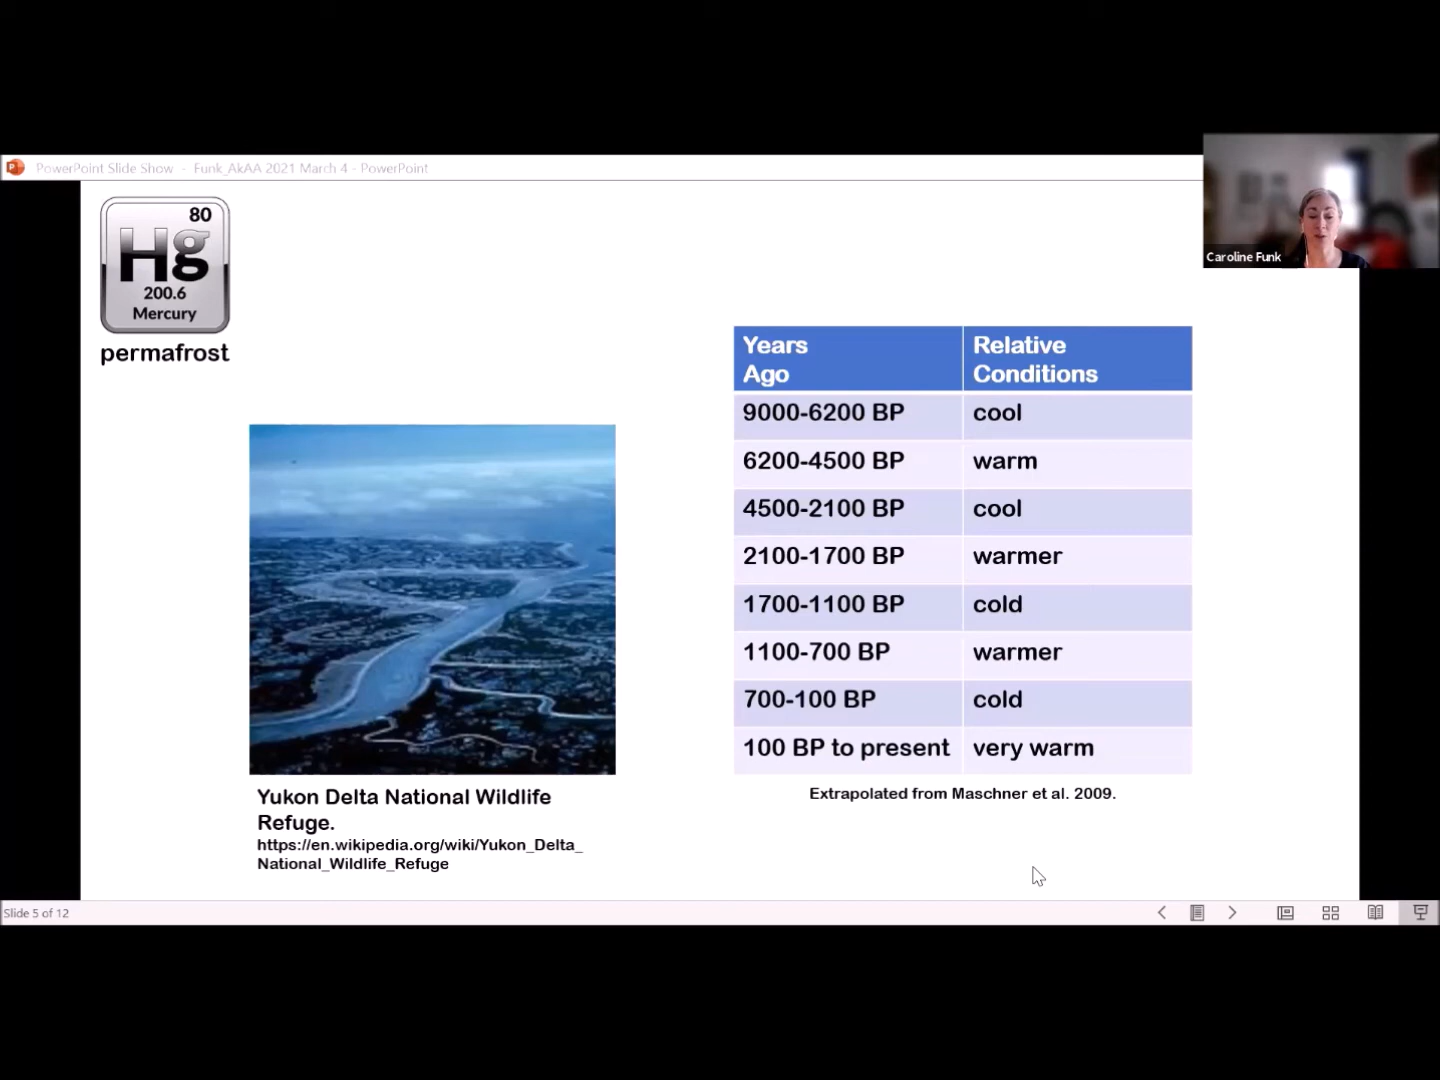 PowerPoint Slide Show - Funk_AkAA 2021 March 4 - PowerPoint
80
Hg
200.6
Mercury
permafrost
Caroline Funk
Years Ago
Relative Conditions
9000-6200 BP cool
6200-4500 BP warm
4500-2100 BP cool
2100-1700 BP warmer
1700-1100 BP cold
1100-700 BP warmer
700-100 BP cold
100 BP to present very warm
Extrapolated from Maschner et al. 2009.
Yukon Delta National Wildlife
Refuge.
https://en.wikipedia.org/wiki/Yukon_Delta_
National_Wildlife_Refuge
Slide 5 of 12